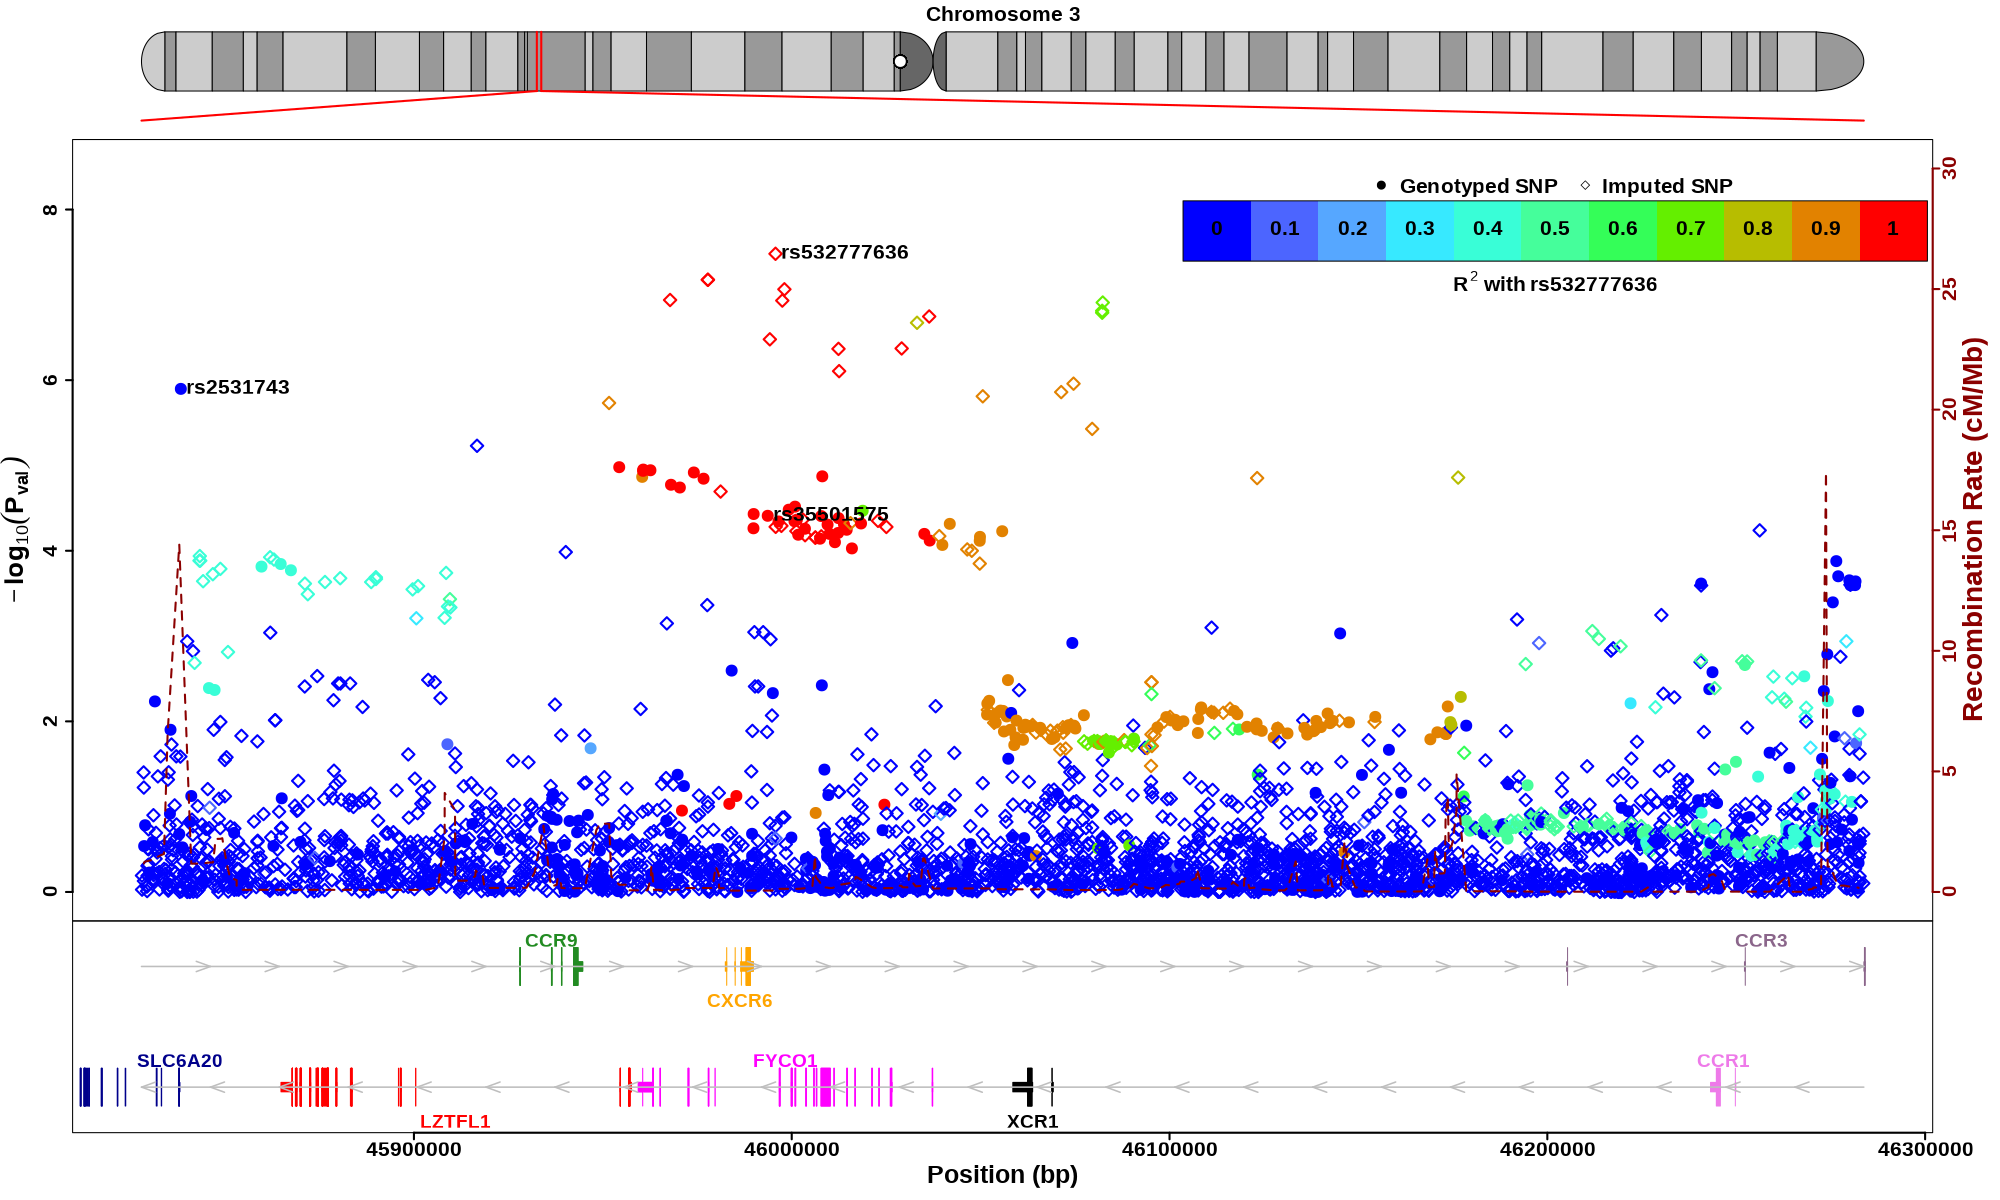 Chromosome 3
Genotyped SNP Imputed SNP
0 0.1 0.2 0.3 0.4 0.5 0.6 0.7 0.8 0.9 1
R² with rs532777636
rs532777636
rs2531743
rs35501575
8
6
4
2
0
−log₁₀(Pval)
30
25
20
15
10
5
0
Recombination Rate (cM/Mb)
CCR9
CCR3
CXCR6
SLC6A20
FYCO1
CCR1
LZTFL1
XCR1
45900000 46000000 46100000 46200000 46300000
Position (bp)